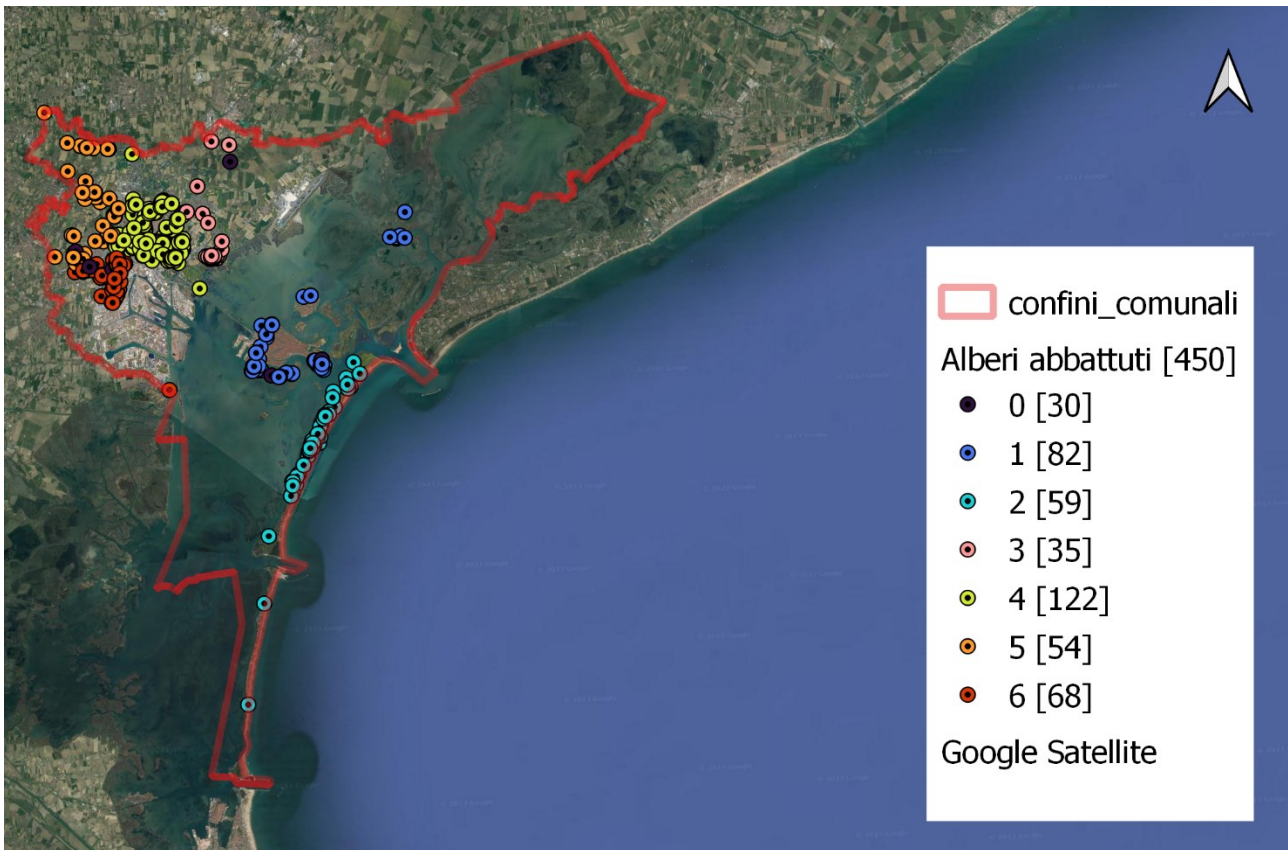 confini_comunali
Alberi abbattuti [450]
0 [30]
1 [82]
2 [59]
3 [35]
4 [122]
5 [54]
6 [68]
Google Satellite